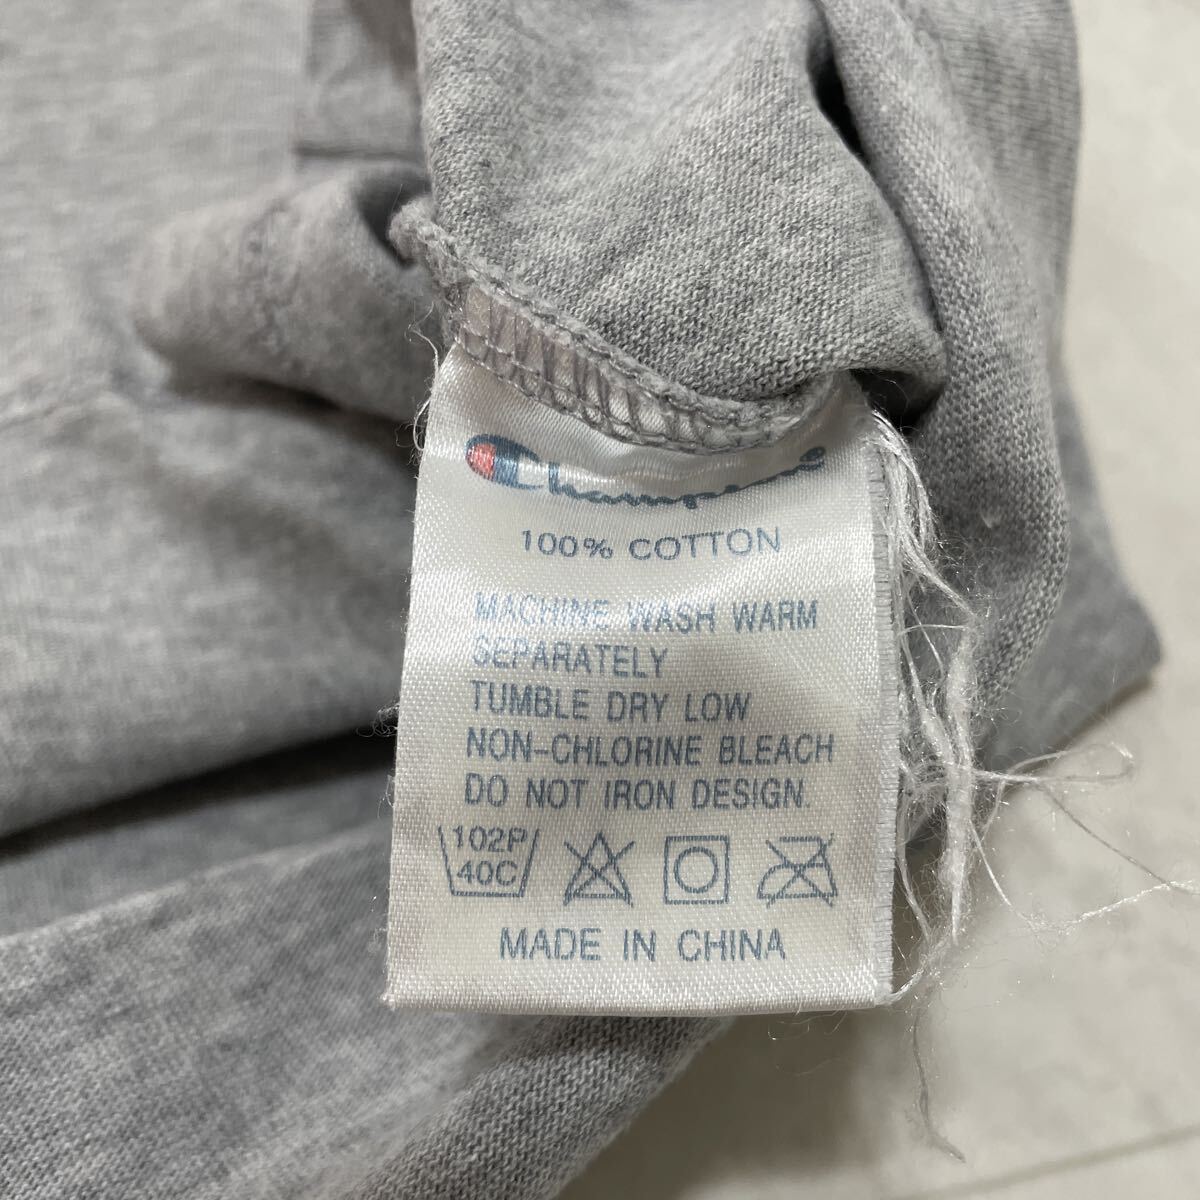 Champion
100% COTTON
MACHINE WASH WARM
SEPARATELY
TUMBLE DRY LOW
NON-CHLORINE BLEACH
DO NOT IRON DESIGN.
102P
40C
MADE IN CHINA